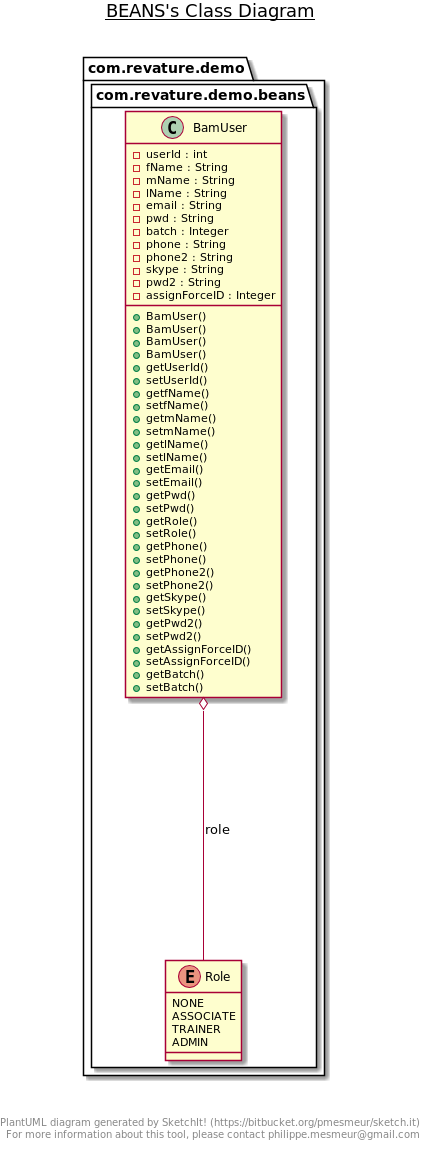 BEANS's Class Diagram
com.revature.demo
com.revature.demo.beans
C BamUser
userId : int
fName : String
mName : String
lName : String
email : String
pwd : String
batch : Integer
phone : String
phone2 : String
skype : String
pwd2 : String
assignForceID : Integer
BamUser()
BamUser()
BamUser()
BamUser()
getUserId()
setUserId()
getfName()
setfName()
getmName()
setmName()
getlName()
setlName()
getEmail()
setEmail()
getPwd()
setPwd()
getRole()
setRole()
getPhone()
setPhone()
getPhone2()
setPhone2()
getSkype()
setSkype()
getPwd2()
setPwd2()
getAssignForceID()
setAssignForceID()
getBatch()
setBatch()
role
E Role
NONE
ASSOCIATE
TRAINER
ADMIN
PlantUML diagram generated by SketchIt! (https://bitbucket.org/pmesmeur/sketch.it)
For more information about this tool, please contact philippe.mesmeur@gmail.com